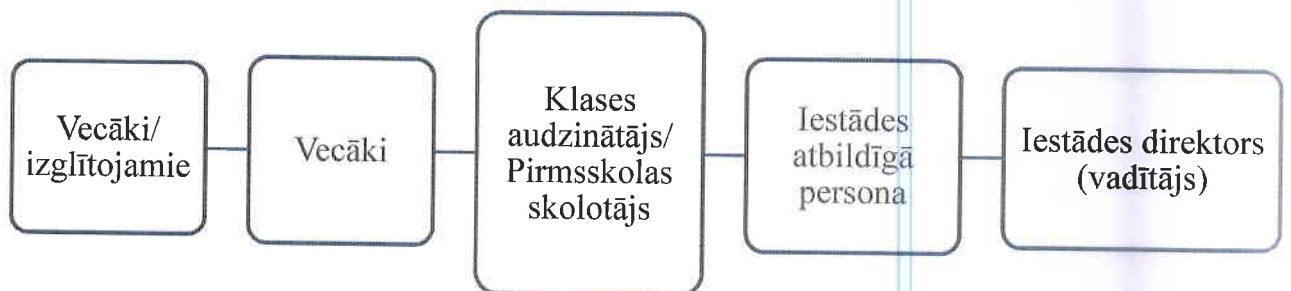 Vecāki/
izglītojamie
Vecāki
Klases
audzinātājs/
Pirmsskolas
skolotājs
Iestādes
atbildīgā
persona
Iestādes direktors
(vadītājs)